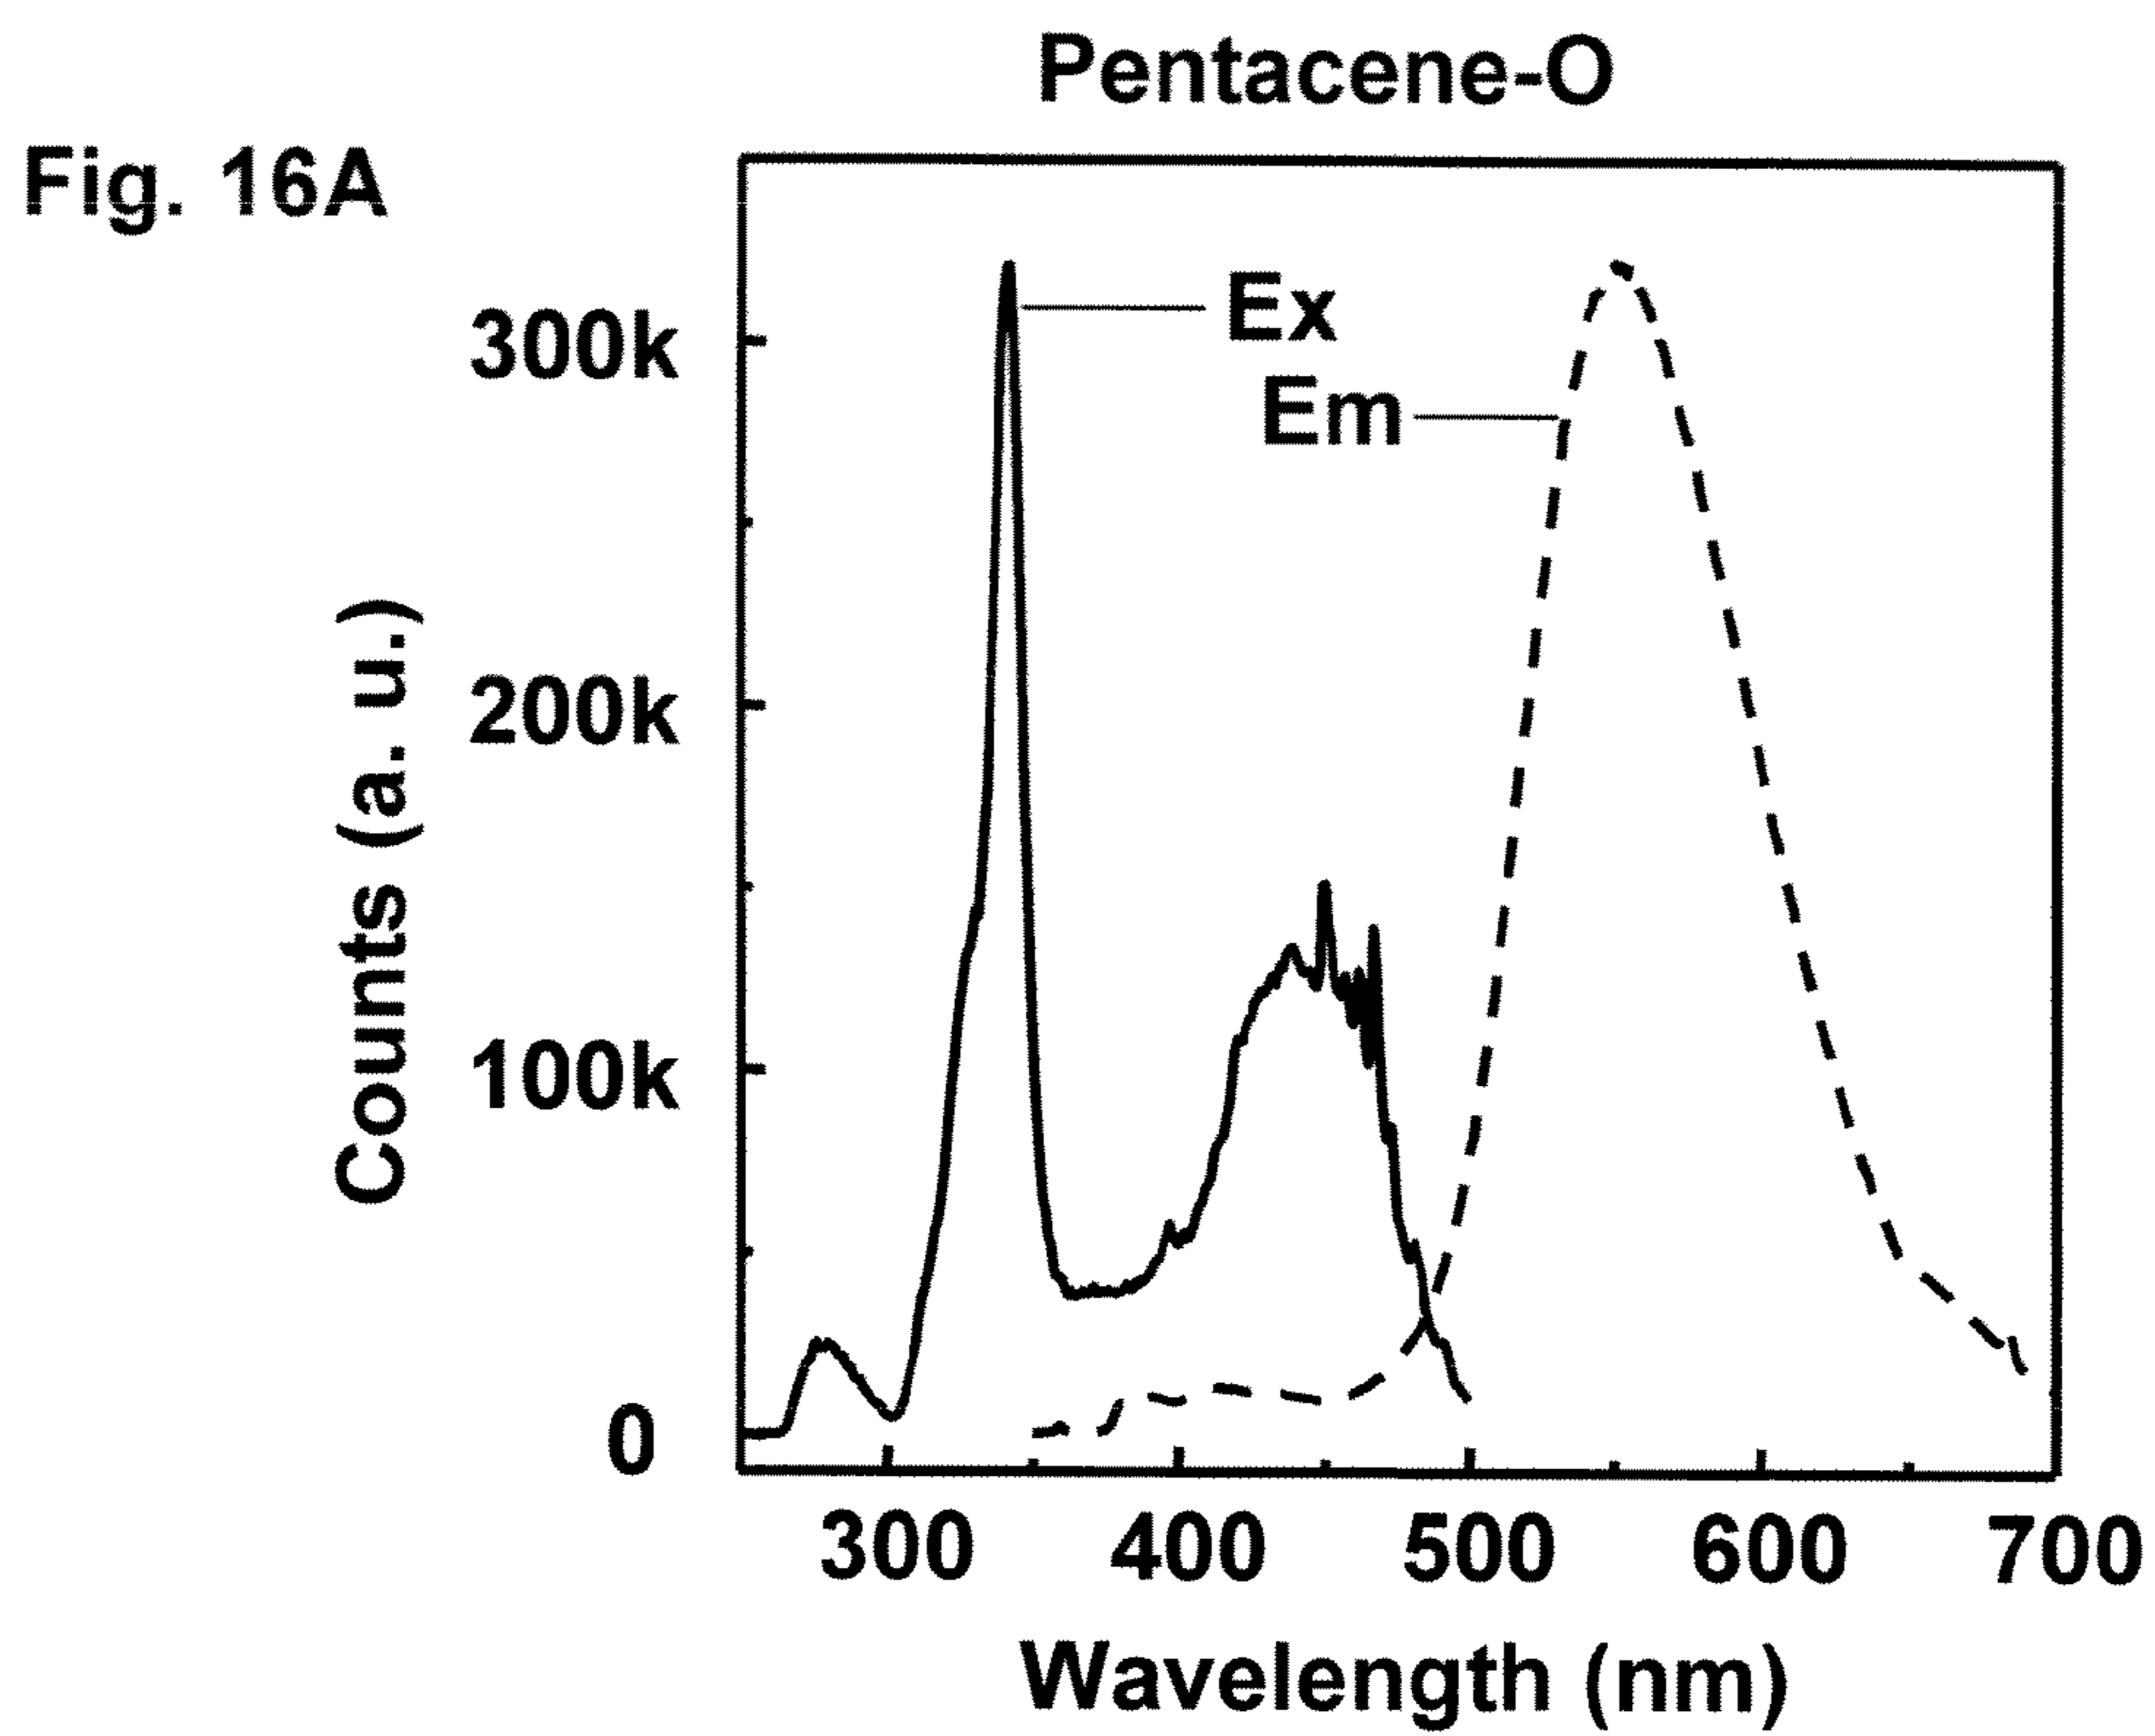 Pentacene-O
Fig. 16A
Ex
300k
Em
200k
Counts (a. u.)
100k
0
300 400 500 600 700
Wavelength (nm)